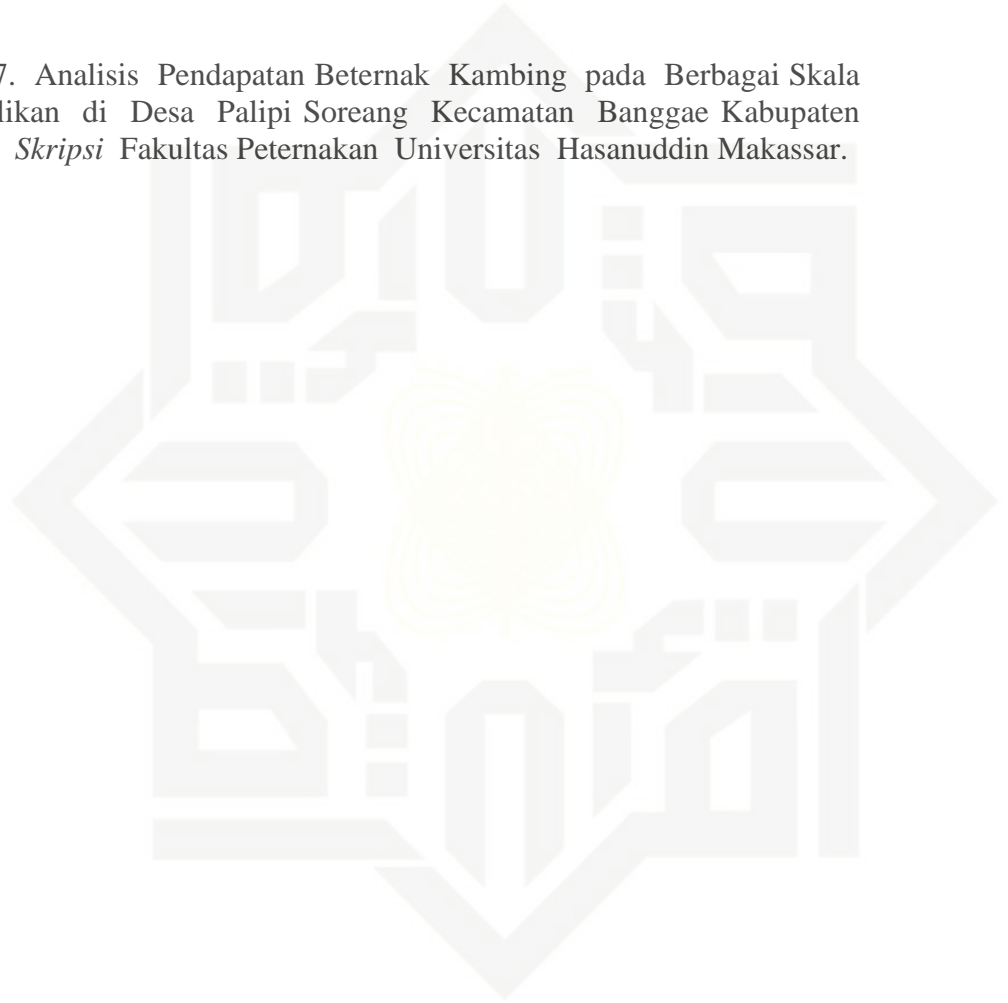 7. Analisis Pendapatan Beternak Kambing pada Berbagai Skala
likan di Desa Palipi Soreang Kecamatan Banggae Kabupaten
Skripsi Fakultas Peternakan Universitas Hasanuddin Makassar.